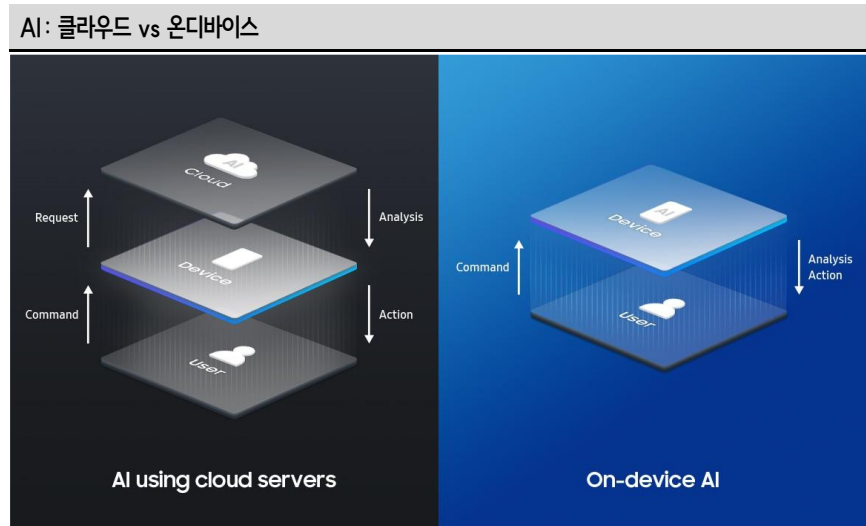 AI: 클라우드 vs 온디바이스
AI
Cloud
Request
Analysis
Device
Command
Action
User
AI using cloud servers
AI
Device
Command
Analysis
Action
User
On-device AI